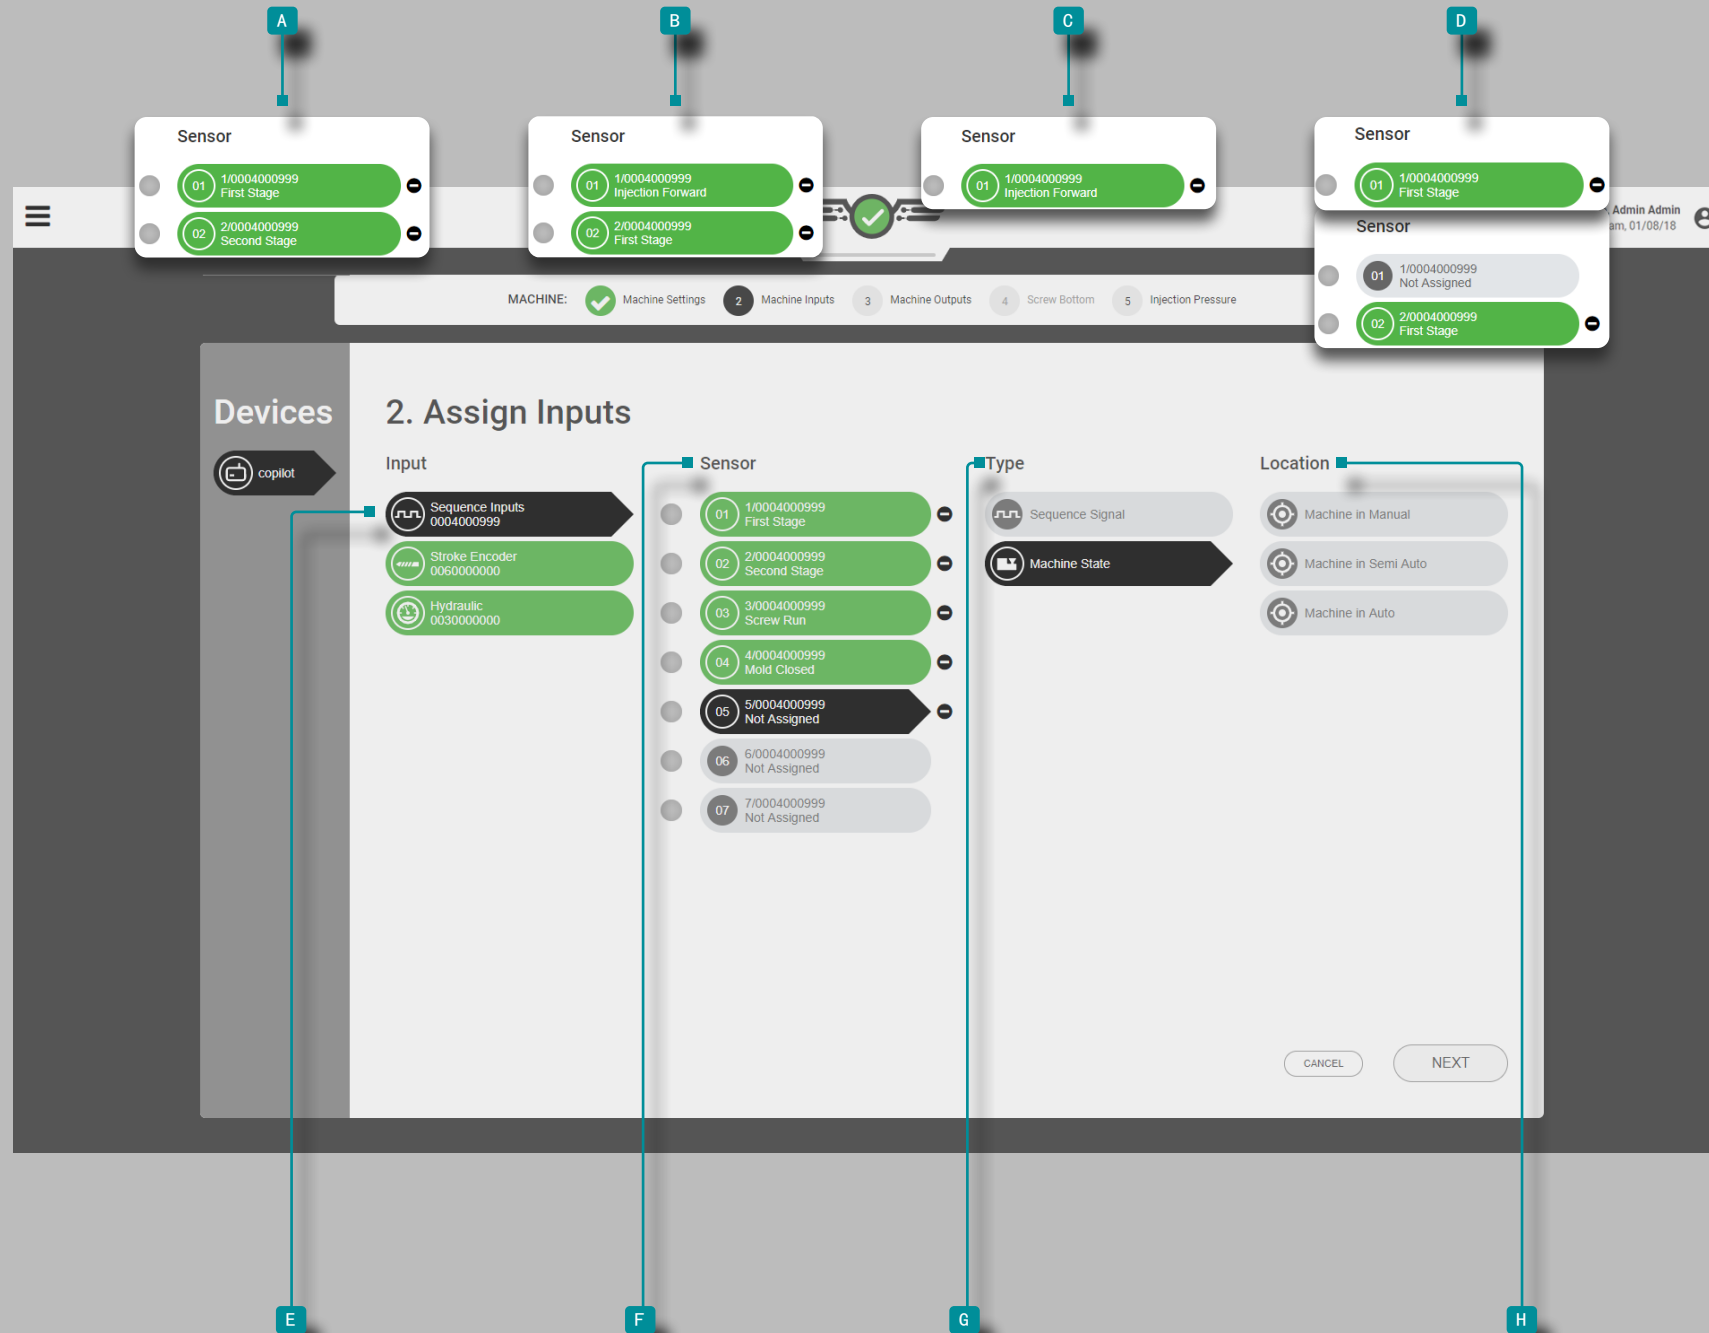 A
B
C
D
Sensor
01 1/0004000999
First Stage
02 2/0004000999
Second Stage
Sensor
01 1/0004000999
Injection Forward
02 2/0004000999
First Stage
Sensor
01 1/0004000999
Injection Forward
Sensor
01 1/0004000999
First Stage
Sensor
01 1/0004000999
Not Assigned
02 2/0004000999
First Stage
Admin Admin
am, 01/08/18
MACHINE: Machine Settings 2 Machine Inputs 3 Machine Outputs 4 Screw Bottom 5 Injection Pressure
Devices
copilot
2. Assign Inputs
Input
Sequence Inputs
0004000999
Stroke Encoder
0060000000
Hydraulic
0030000000
Sensor
01 1/0004000999
First Stage
02 2/0004000999
Second Stage
03 3/0004000999
Screw Run
04 4/0004000999
Mold Closed
05 5/0004000999
Not Assigned
06 6/0004000999
Not Assigned
07 7/0004000999
Not Assigned
Type
Sequence Signal
Machine State
Location
Machine in Manual
Machine in Semi Auto
Machine in Auto
CANCEL
NEXT
E
F
G
H